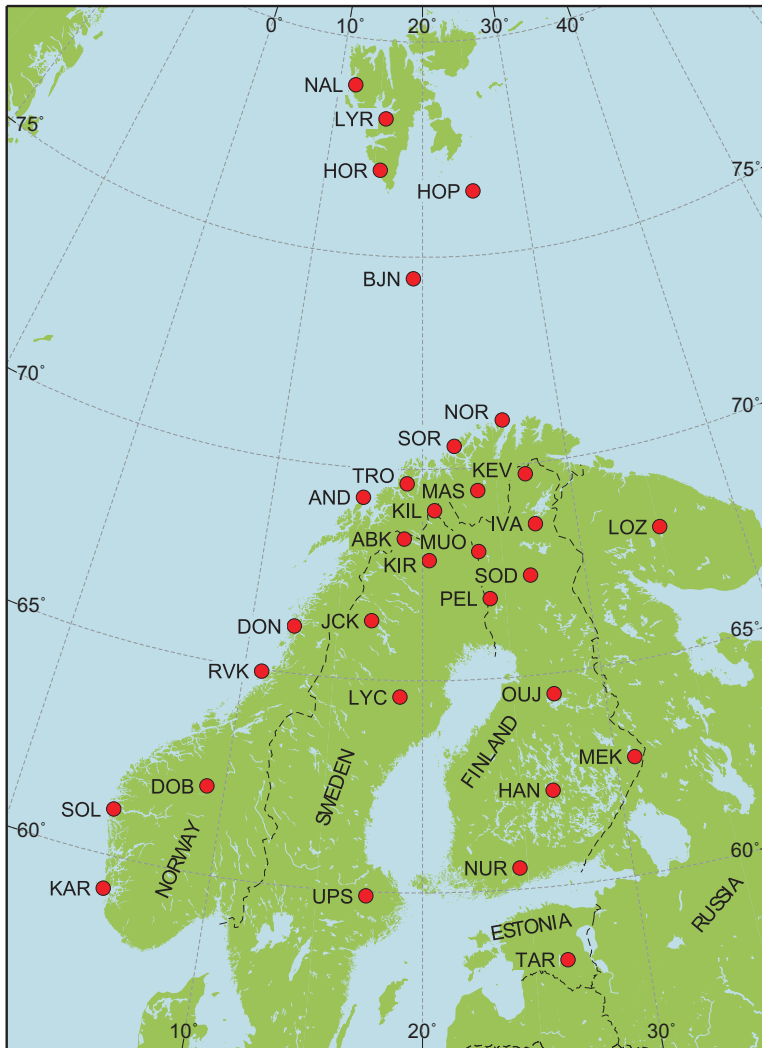 0° 10° 20° 30° 40°
NAL
75°
LYR
75°
HOR
HOP
BJN
70°
70°
NOR
SOR
KEV
TRO
MAS
AND
KIL
IVA
LOZ
ABK
MUO
KIR
SOD
PEL
65°
JCK
DON
65°
RVK
LYC
OUJ
FINLAND
MEK
SWEDEN
DOB
HAN
SOL
60°
NORWAY
60°
NUR
KAR
UPS
RUSSIA
ESTONIA
TAR
10° 20° 30°